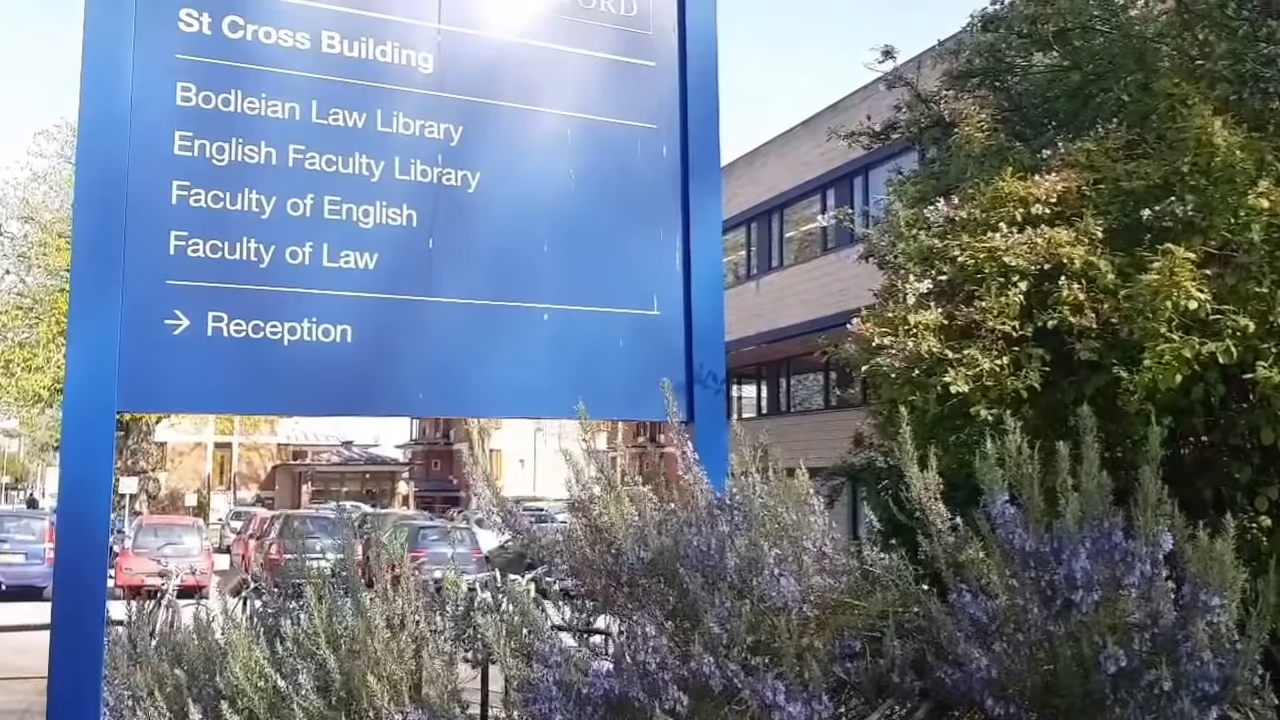 St Cross Building
Bodleian Law Library
English Faculty Library
Faculty of English
Faculty of Law
→ Reception